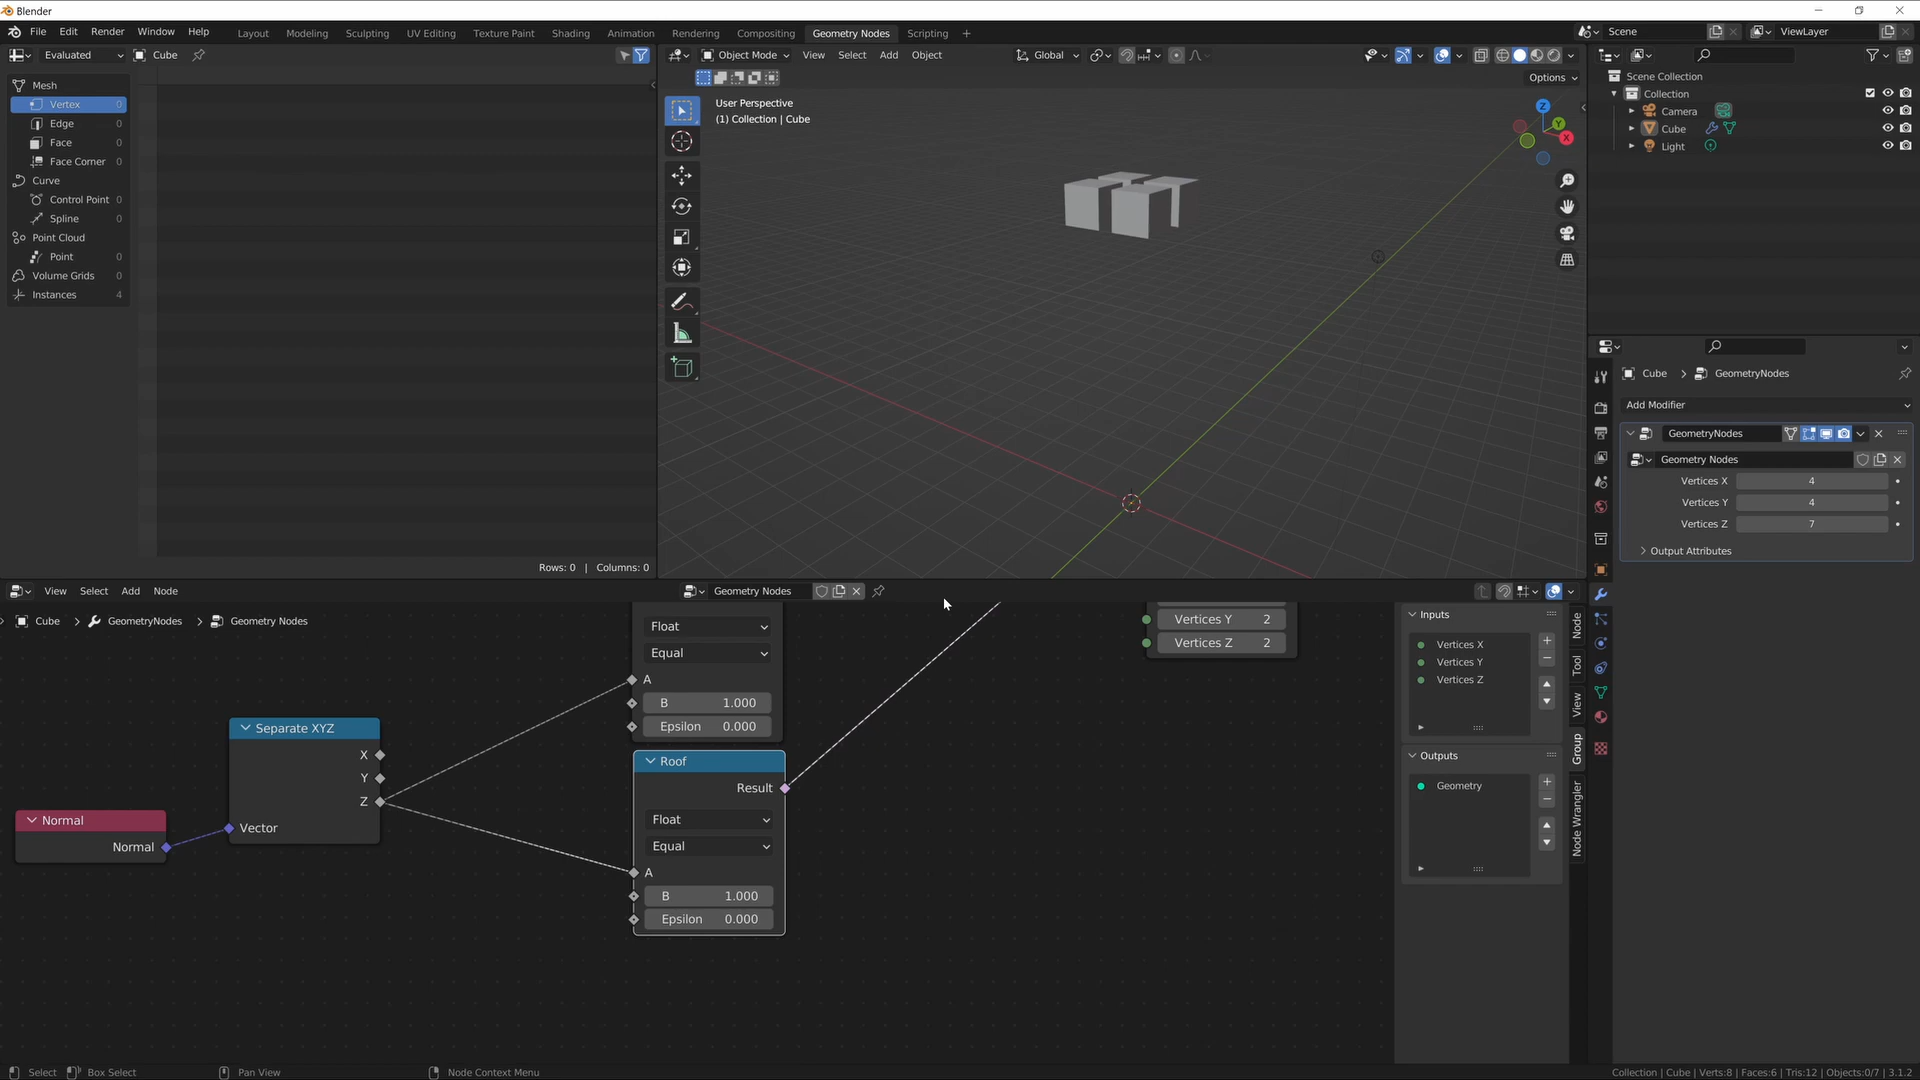 Blender
File Edit Render Window Help
Layout Modeling Sculpting UV Editing Texture Paint Shading Animation Rendering Compositing Geometry Nodes Scripting +
Scene
ViewLayer
Evaluated
Cube
Object Mode View Select Add Object
Global
Options
Mesh
Vertex 0
Edge 0
Face 0
Face Corner 0
Curve
Control Point 0
Spline 0
Point Cloud
Point 0
Volume Grids 0
Instances 4
Rows: 0 | Columns: 0
User Perspective
(1) Collection | Cube
Z
Y
X
Scene Collection
Collection
Camera
Cube
Light
Cube > GeometryNodes
Add Modifier
GeometryNodes
Geometry Nodes
Vertices X 4
Vertices Y 4
Vertices Z 7
Output Attributes
View Select Add Node
Geometry Nodes
Cube > GeometryNodes > Geometry Nodes
Float
Equal
A
B 1.000
Epsilon 0.000
Roof
Result
Float
Equal
A
B 1.000
Epsilon 0.000
Separate XYZ
X
Y
Z
Vector
Normal
Normal
Vertices Y 2
Vertices Z 2
Inputs
Vertices X
Vertices Y
Vertices Z
Outputs
Geometry
Node
Tool
View
Group
Node Wrangler
Select
Box Select
Pan View
Node Context Menu
Collection | Cube | Verts:8 | Faces:6 | Tris:12 | Objects:0/7 | 3.1.2